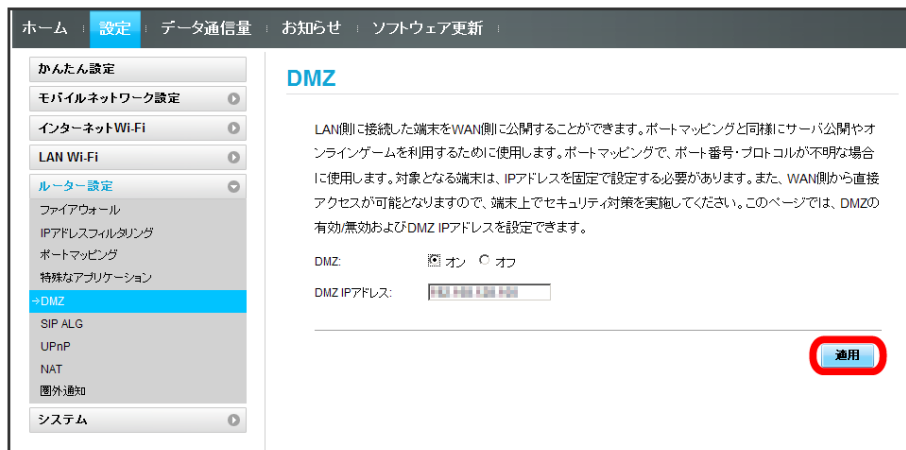 ホーム 設定 データ通信量 お知らせ ソフトウェア更新
かんたん設定
モバイルネットワーク設定
インターネットWi-Fi
LAN Wi-Fi
ルーター設定
ファイアウォール
IPアドレスフィルタリング
ポートマッピング
特殊なアプリケーション
→DMZ
SIP ALG
UPnP
NAT
圏外通知
システム
DMZ
LAN側に接続した端末をWAN側に公開することができます。ポートマッピングと同様にサーバ公開やオ
ンラインゲームを利用するために使用します。ポートマッピングで、ポート番号・プロトコルが不明な場合
に使用します。対象となる端末は、IPアドレスを固定で設定する必要があります。また、WAN側から直接
アクセスが可能となりますので、端末上でセキュリティ対策を実施してください。このページでは、DMZの
有効/無効およびDMZ IPアドレスを設定できます。
DMZ: オン オフ
DMZ IPアドレス:
適用